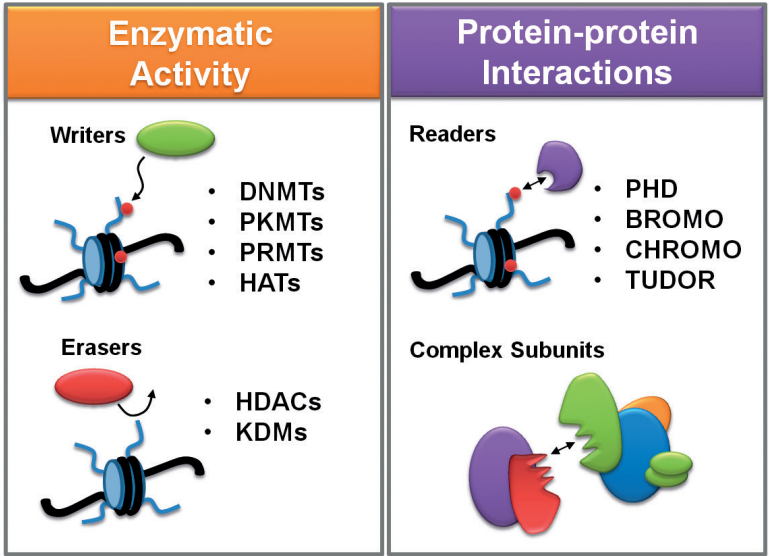 Enzymatic
Activity
Writers
• DNMTs
• PKMTs
• PRMTs
• HATs
Erasers
• HDACs
• KDMs
Protein-protein
Interactions
Readers
• PHD
• BROMO
• CHROMO
• TUDOR
Complex Subunits